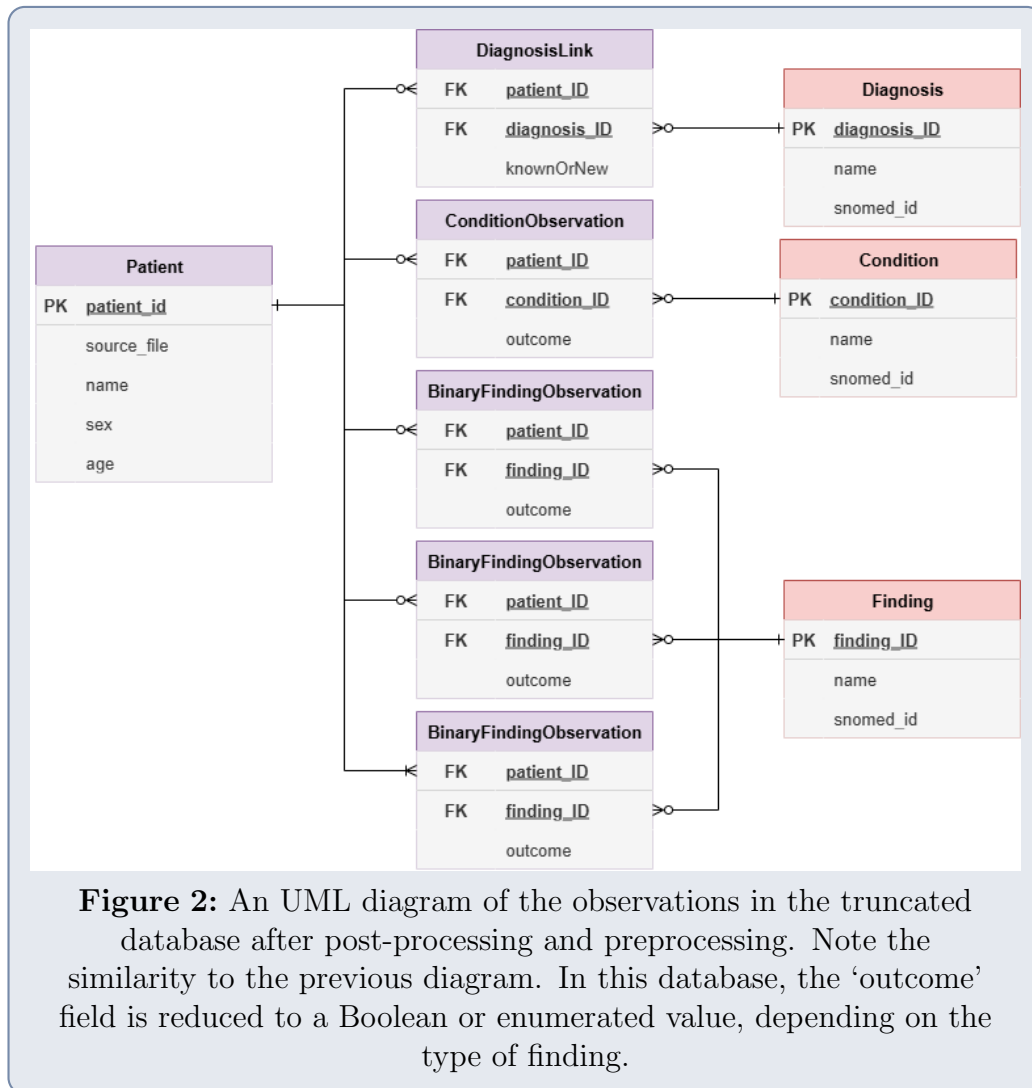 DiagnosisLink
FK patient_ID
FK diagnosis_ID
knownOrNew
Diagnosis
PK diagnosis_ID
name
snomed_id
ConditionObservation
FK patient_ID
FK condition_ID
outcome
Condition
PK condition_ID
name
snomed_id
Patient
PK patient_id
source_file
name
sex
age
BinaryFindingObservation
FK patient_ID
FK finding_ID
outcome
BinaryFindingObservation
FK patient_ID
FK finding_ID
outcome
Finding
PK finding_ID
name
snomed_id
BinaryFindingObservation
FK patient_ID
FK finding_ID
outcome
Figure 2: An UML diagram of the observations in the truncated
database after post-processing and preprocessing. Note the
similarity to the previous diagram. In this database, the ‘outcome’
field is reduced to a Boolean or enumerated value, depending on the
type of finding.